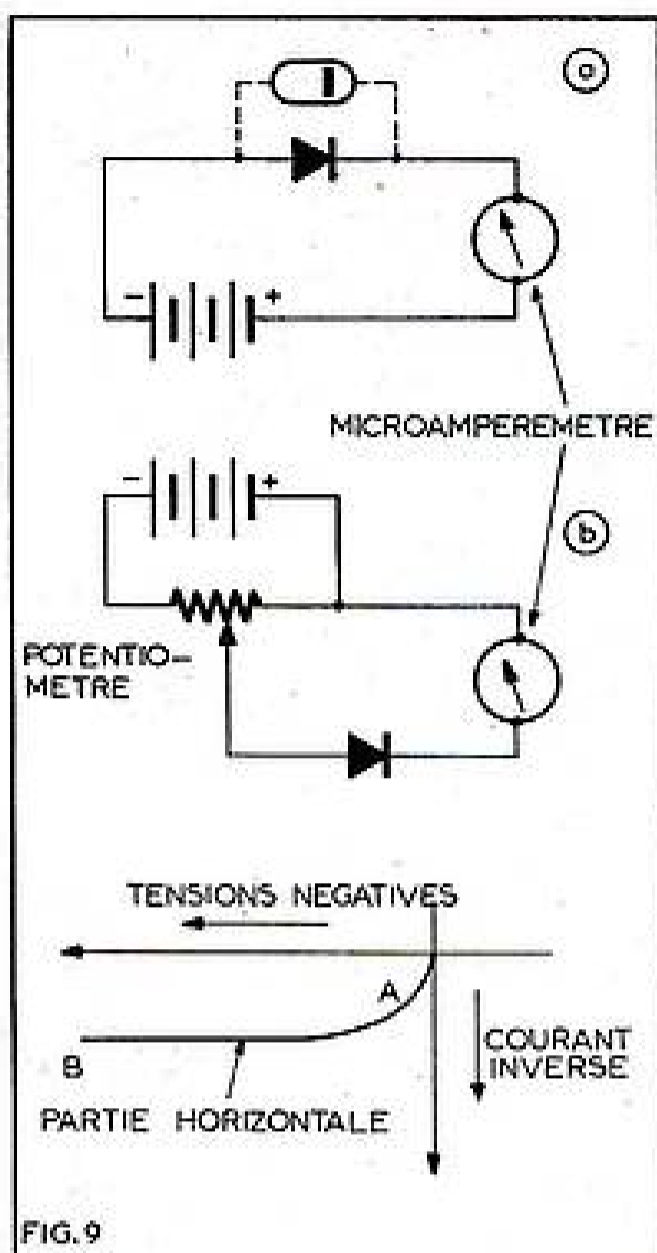 a
- +
MICROAMPEREMETRE
- +
b
POTENTIO-
METRE
TENSIONS NEGATIVES
A
B
COURANT
INVERSE
PARTIE HORIZONTALE
FIG. 9